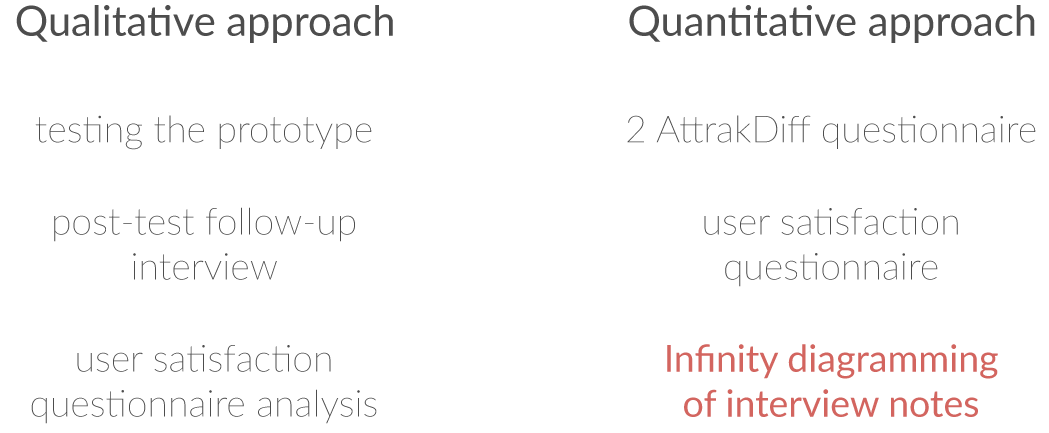 Qualitative approach
testing the prototype
post-test follow-up
interview
user satisfaction
questionnaire analysis
Quantitative approach
2 AttrakDiff questionnaire
user satisfaction
questionnaire
Infinity diagramming
of interview notes